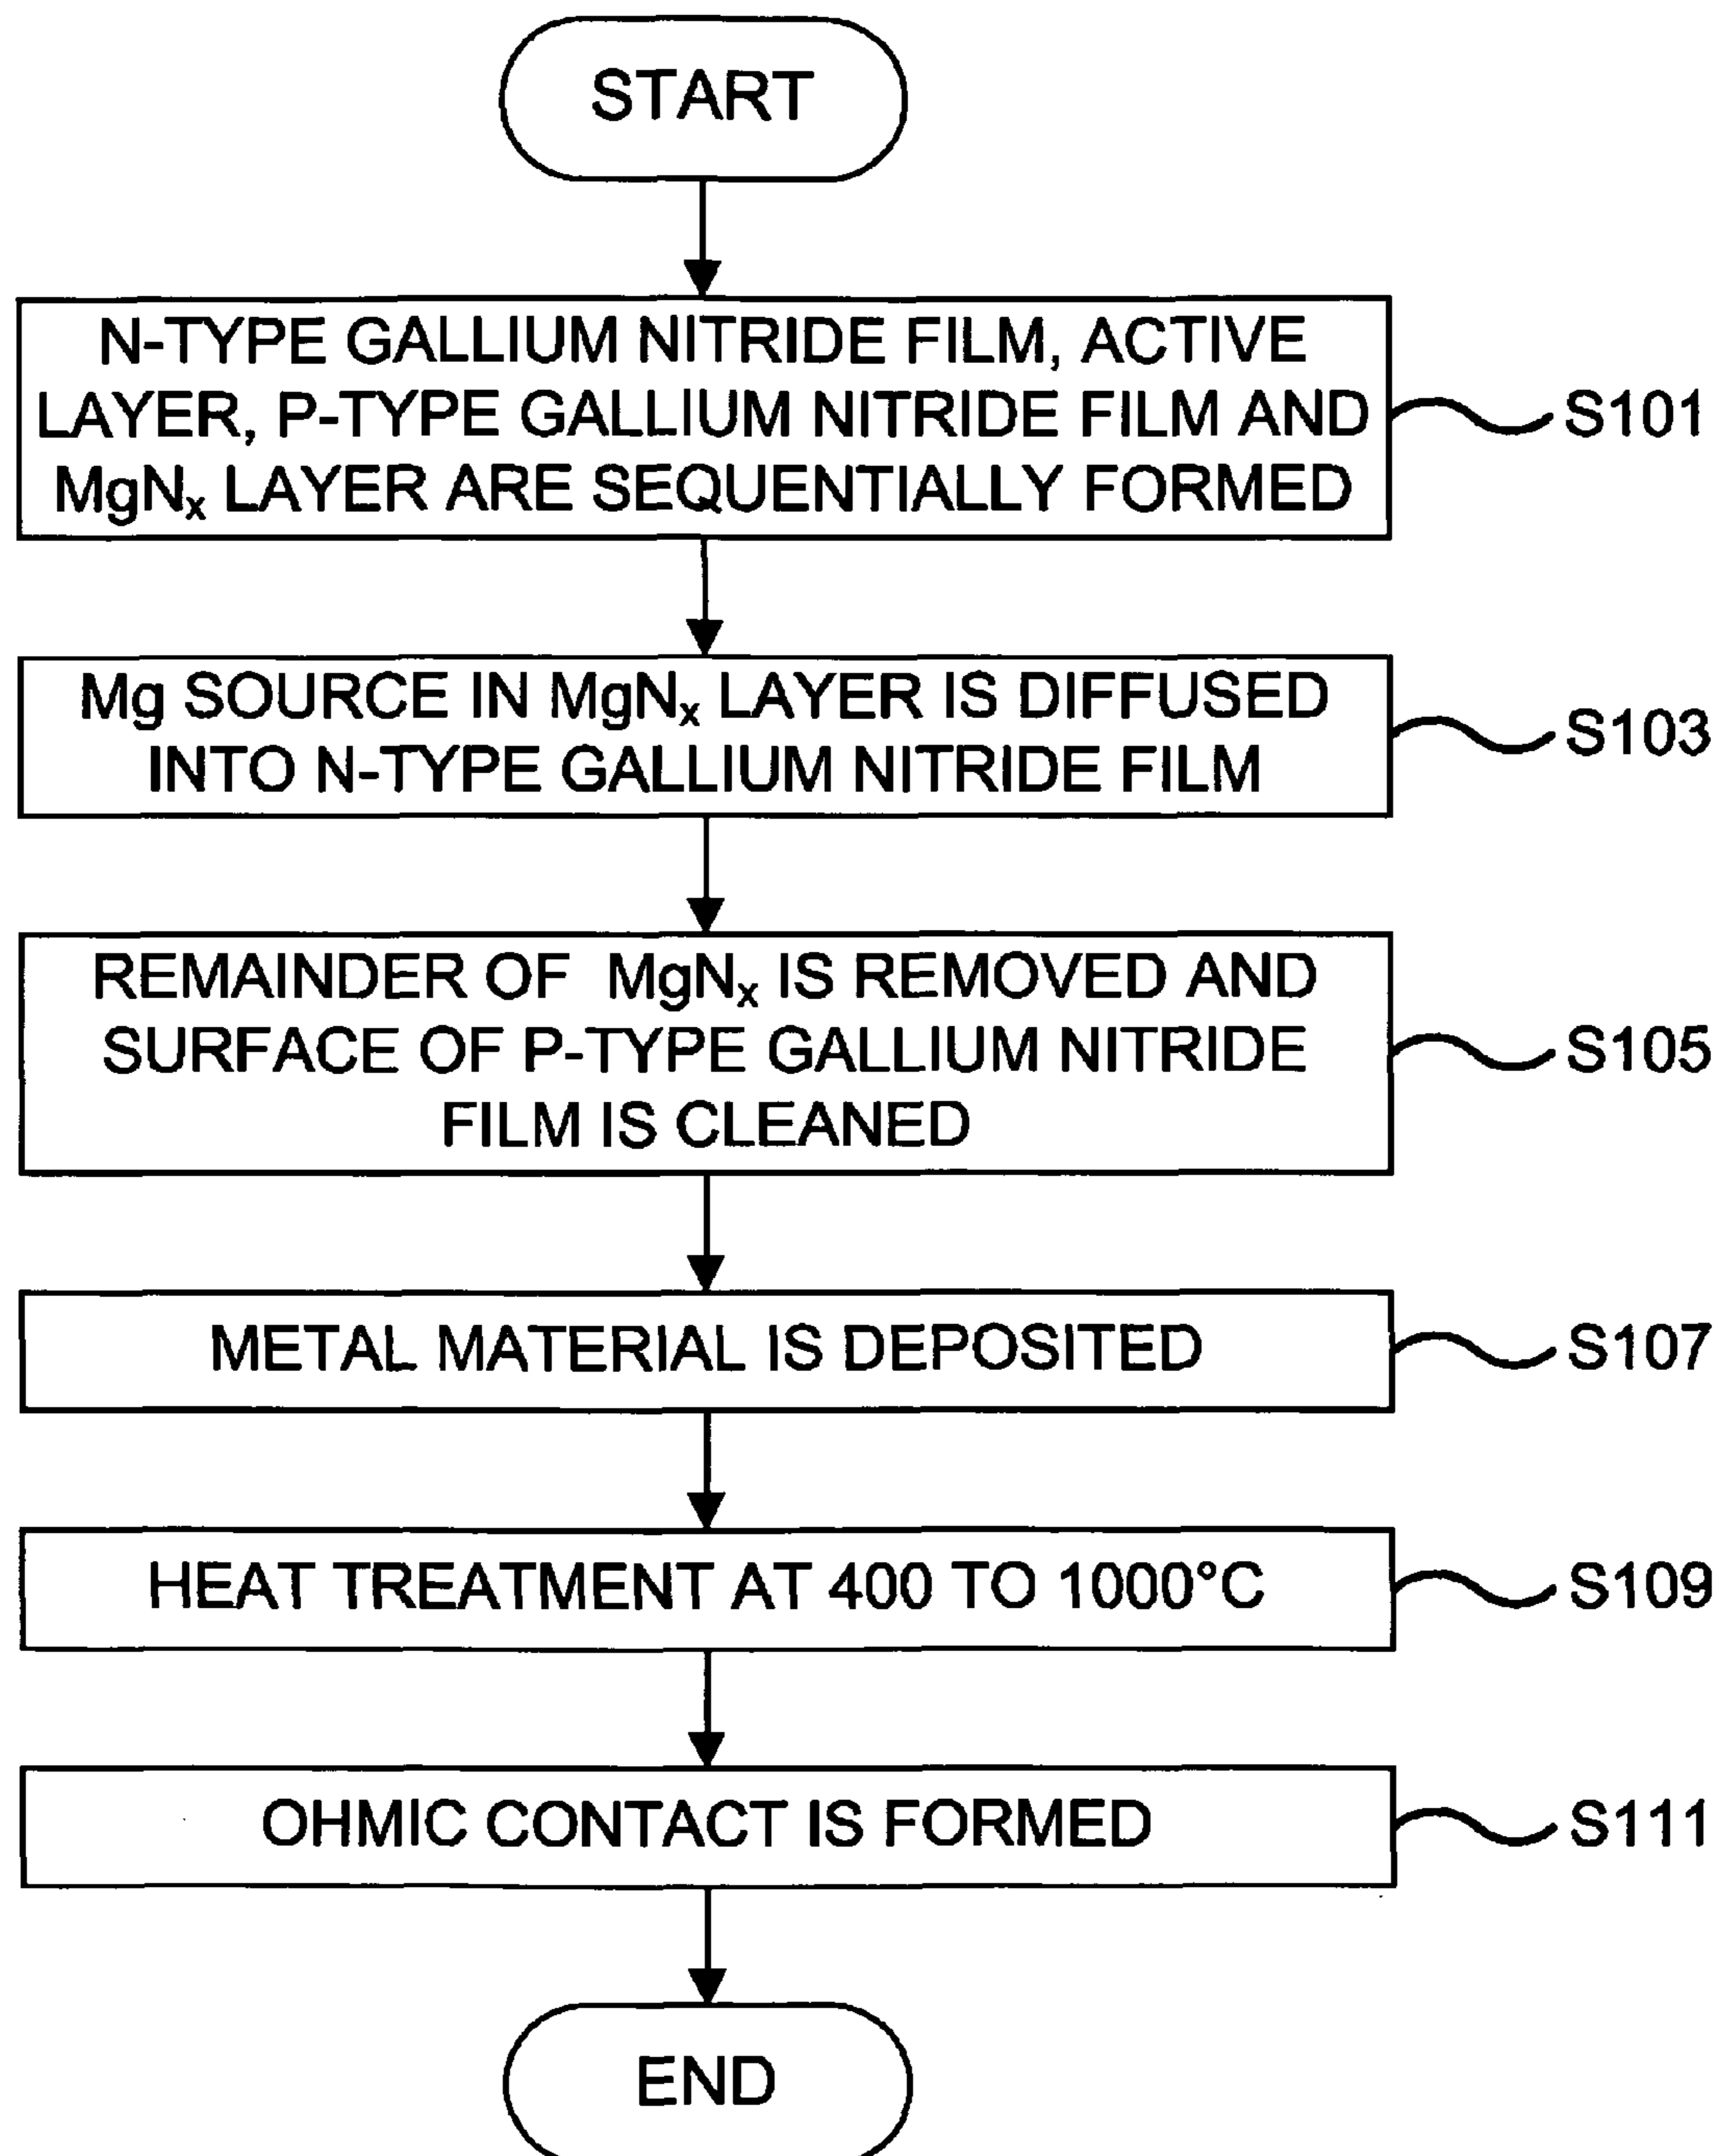 START
N-TYPE GALLIUM NITRIDE FILM, ACTIVE
LAYER, P-TYPE GALLIUM NITRIDE FILM AND
MgNₓ LAYER ARE SEQUENTIALLY FORMED
S101
Mg SOURCE IN MgNₓ LAYER IS DIFFUSED
INTO N-TYPE GALLIUM NITRIDE FILM
S103
REMAINDER OF MgNₓ IS REMOVED AND
SURFACE OF P-TYPE GALLIUM NITRIDE
FILM IS CLEANED
S105
METAL MATERIAL IS DEPOSITED
S107
HEAT TREATMENT AT 400 TO 1000°C
S109
OHMIC CONTACT IS FORMED
S111
END